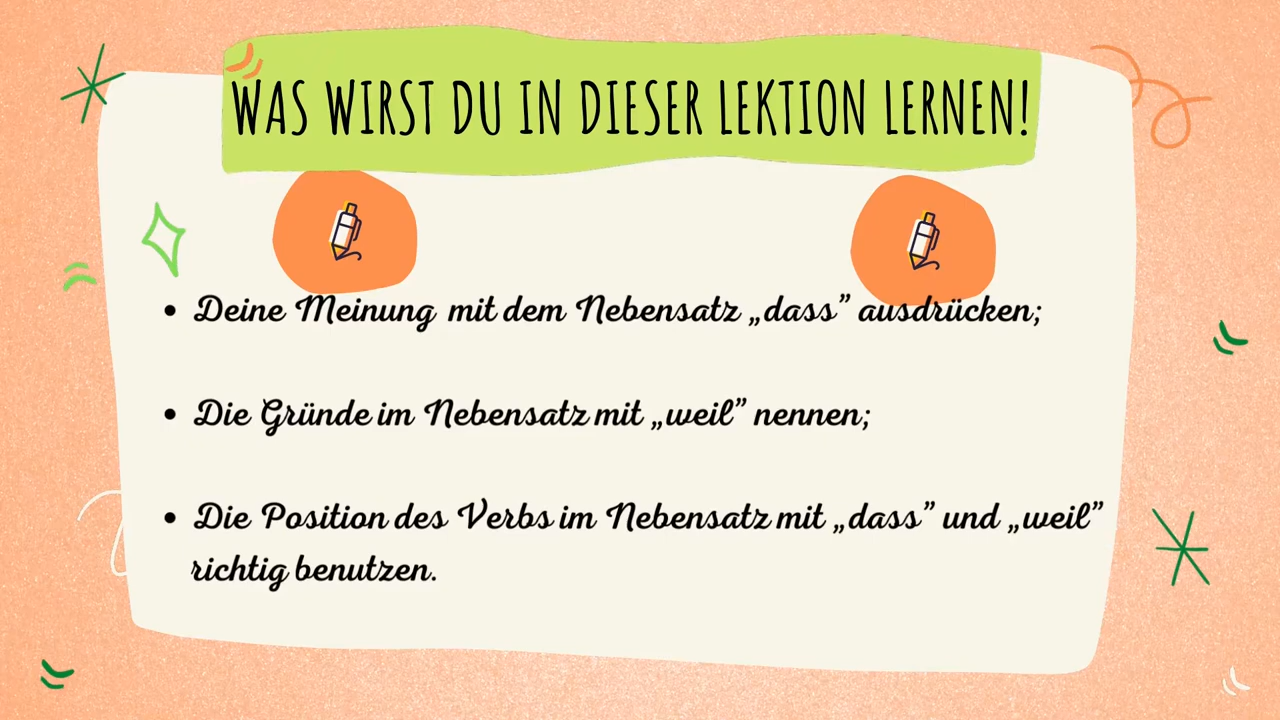 WAS WIRST DU IN DIESER LEKTION LERNEN!
• Deine Meinung mit dem Nebensatz „dass” ausdrücken;
• Die Gründe im Nebensatz mit „weil” nennen;
• Die Position des Verbs im Nebensatz mit „dass” und „weil”
richtig benutzen.